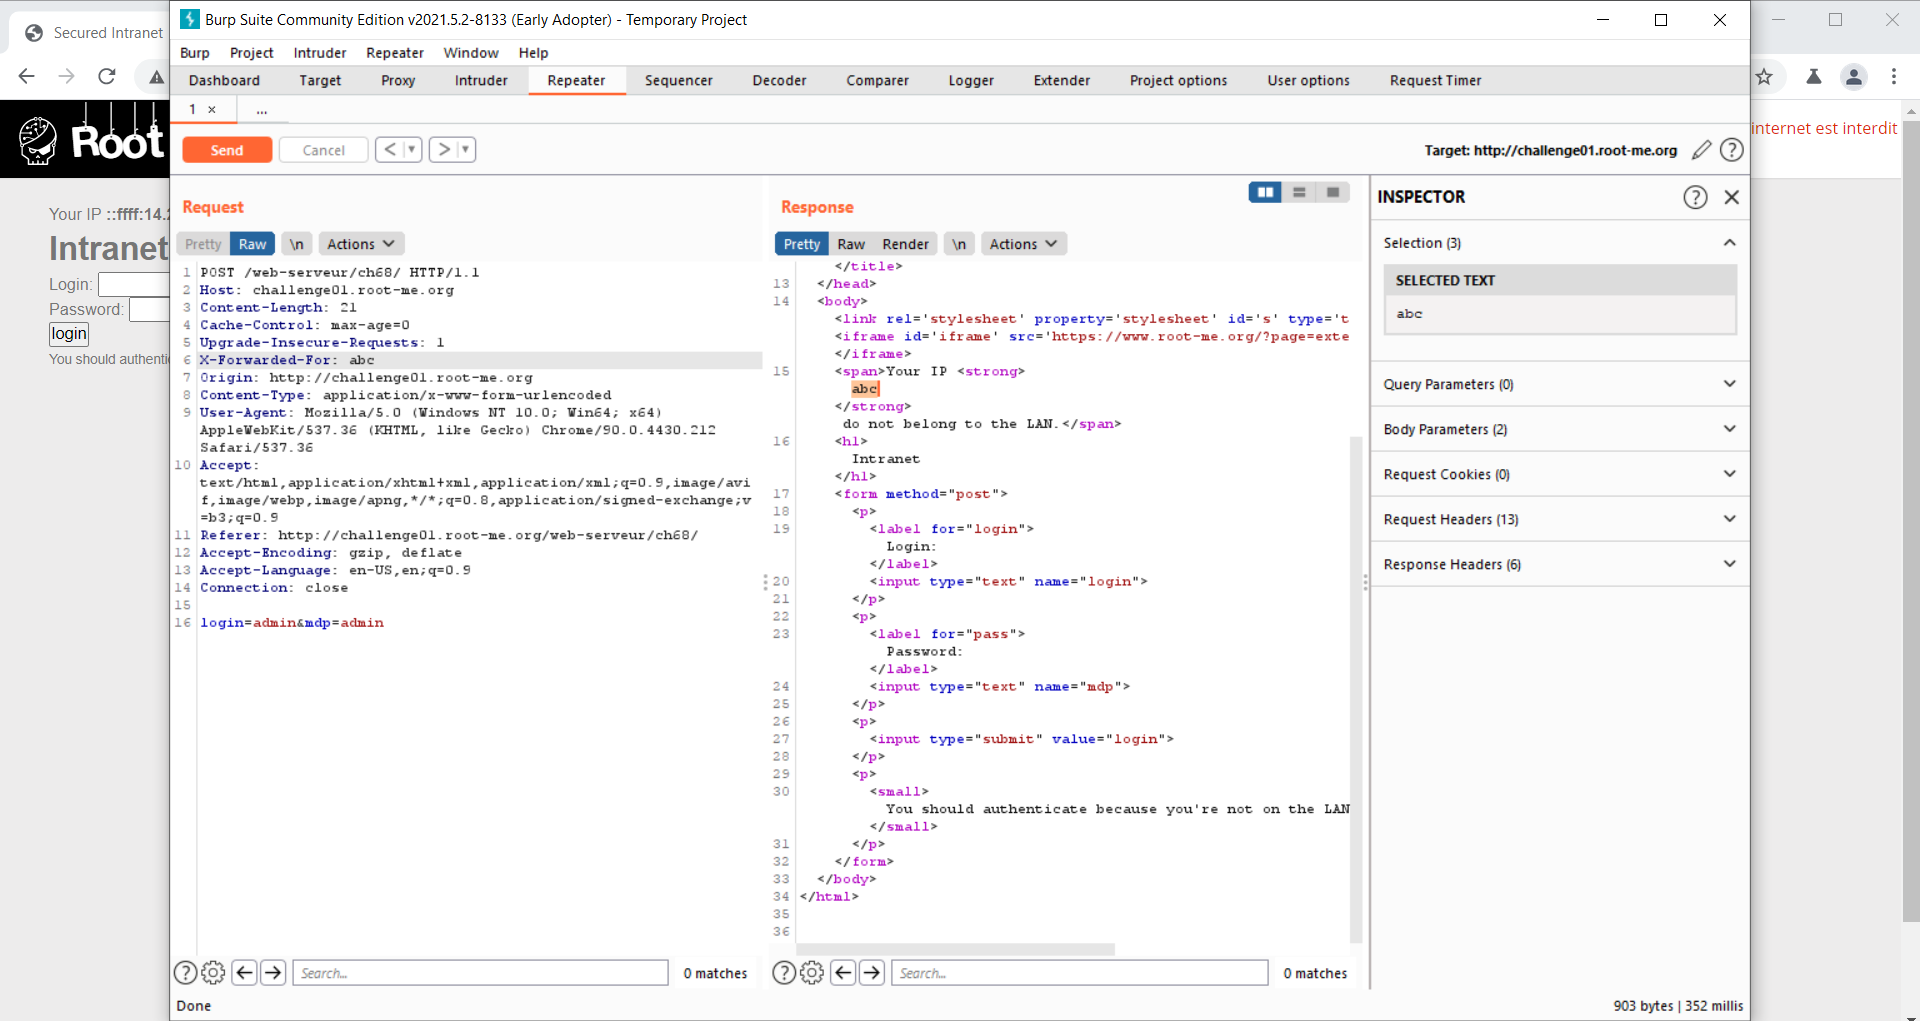 Secured Intranet
Burp Suite Community Edition v2021.5.2-8133 (Early Adopter) - Temporary Project
Burp Project Intruder Repeater Window Help
Dashboard Target Proxy Intruder Repeater Sequencer Decoder Comparer Logger Extender Project options User options Request Timer
1 × ...
Send Cancel < > Target: http://challenge01.root-me.org
Root
internet est interdit
Your IP ::ffff:14.
Intranet
Login:
Password:
login
You should authenti
Request
Pretty Raw \n Actions
1 POST /web-serveur/ch68/ HTTP/1.1
2 Host: challenge01.root-me.org
3 Content-Length: 21
4 Cache-Control: max-age=0
5 Upgrade-Insecure-Requests: 1
6 X-Forwarded-For: abc
7 Origin: http://challenge01.root-me.org
8 Content-Type: application/x-www-form-urlencoded
9 User-Agent: Mozilla/5.0 (Windows NT 10.0; Win64; x64)
AppleWebKit/537.36 (KHTML, like Gecko) Chrome/90.0.4430.212
Safari/537.36
10 Accept:
text/html,application/xhtml+xml,application/xml;q=0.9,image/avi
f,image/webp,image/apng,*/*;q=0.8,application/signed-exchange;v
=b3;q=0.9
11 Referer: http://challenge01.root-me.org/web-serveur/ch68/
12 Accept-Encoding: gzip, deflate
13 Accept-Language: en-US,en;q=0.9
14 Connection: close
15
16 login=admin&mdp=admin
Search... 0 matches
Response
Pretty Raw Render \n Actions
</title>
13 </head>
14 <body>
<link rel='stylesheet' property='stylesheet' id='s' type='t
<iframe id='iframe' src='https://www.root-me.org/?page=exte
</iframe>
15 <span>Your IP <strong>
abc
</strong>
do not belong to the LAN.</span>
16 <h1>
Intranet
</h1>
17 <form method="post">
18 <p>
19 <label for="login">
Login:
</label>
20 <input type="text" name="login">
21 </p>
22 <p>
23 <label for="pass">
Password:
</label>
24 <input type="text" name="mdp">
25 </p>
26 <p>
27 <input type="submit" value="login">
28 </p>
29 <p>
30 <small>
You should authenticate because you're not on the LAN
</small>
31 </p>
32 </form>
33 </body>
34 </html>
35
36
Search... 0 matches
INSPECTOR
Selection (3)
SELECTED TEXT
abc
Query Parameters (0)
Body Parameters (2)
Request Cookies (0)
Request Headers (13)
Response Headers (6)
Done
903 bytes | 352 millis